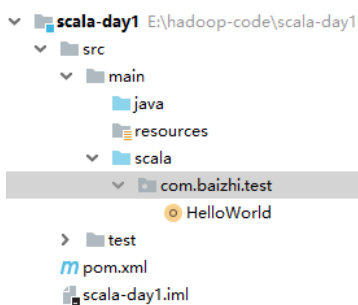 scala-day1 E:\hadoop-code\scala-day1
src
main
java
resources
scala
com.baizhi.test
HelloWorld
test
pom.xml
scala-day1.iml